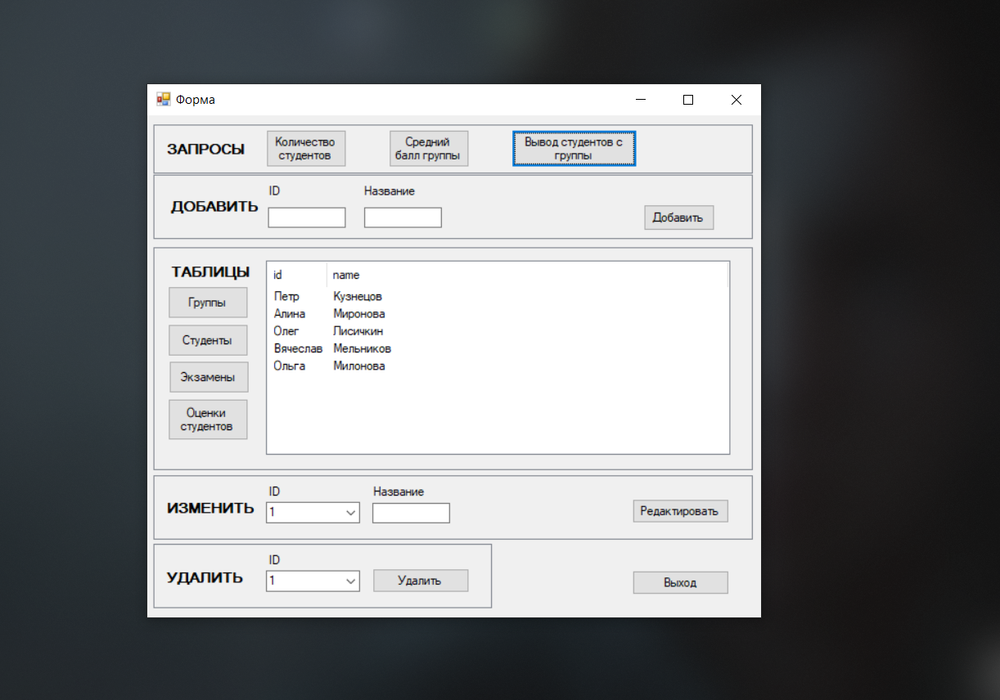 Форма
ЗАПРОСЫ
Количество
студентов
Средний
балл группы
Вывод студентов с
группы
ДОБАВИТЬ
ID
Название
Добавить
ТАБЛИЦЫ
Группы
Студенты
Экзамены
Оценки
студентов
id name
Петр Кузнецов
Алина Миронова
Олег Лисичкин
Вячеслав Мельников
Ольга Милонова
ИЗМЕНИТЬ
ID
1
Название
Редактировать
УДАЛИТЬ
ID
1
Удалить
Выход